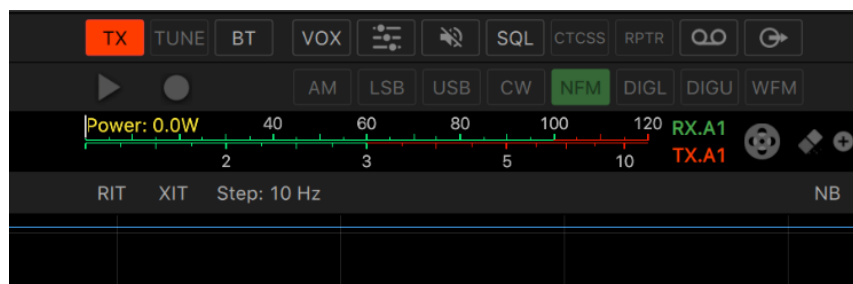 TX TUNE BT VOX SQL CTCSS RPTR
AM LSB USB CW NFM DIGL DIGU WFM
Power: 0.0W 40 60 80 100 120 RX.A1
2 3 5 10 TX.A1
RIT XIT Step: 10 Hz NB